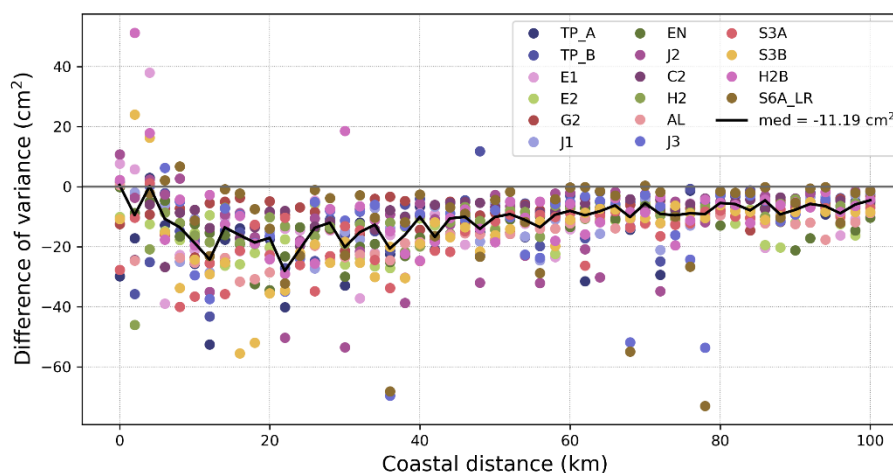 Difference of variance (cm²)
40
20
0
−20
−40
−60
TP_A
TP_B
E1
E2
G2
J1
EN
J2
C2
H2
AL
J3
S3A
S3B
H2B
S6A_LR
med = -11.19 cm²
0
20
40
60
80
100
Coastal distance (km)